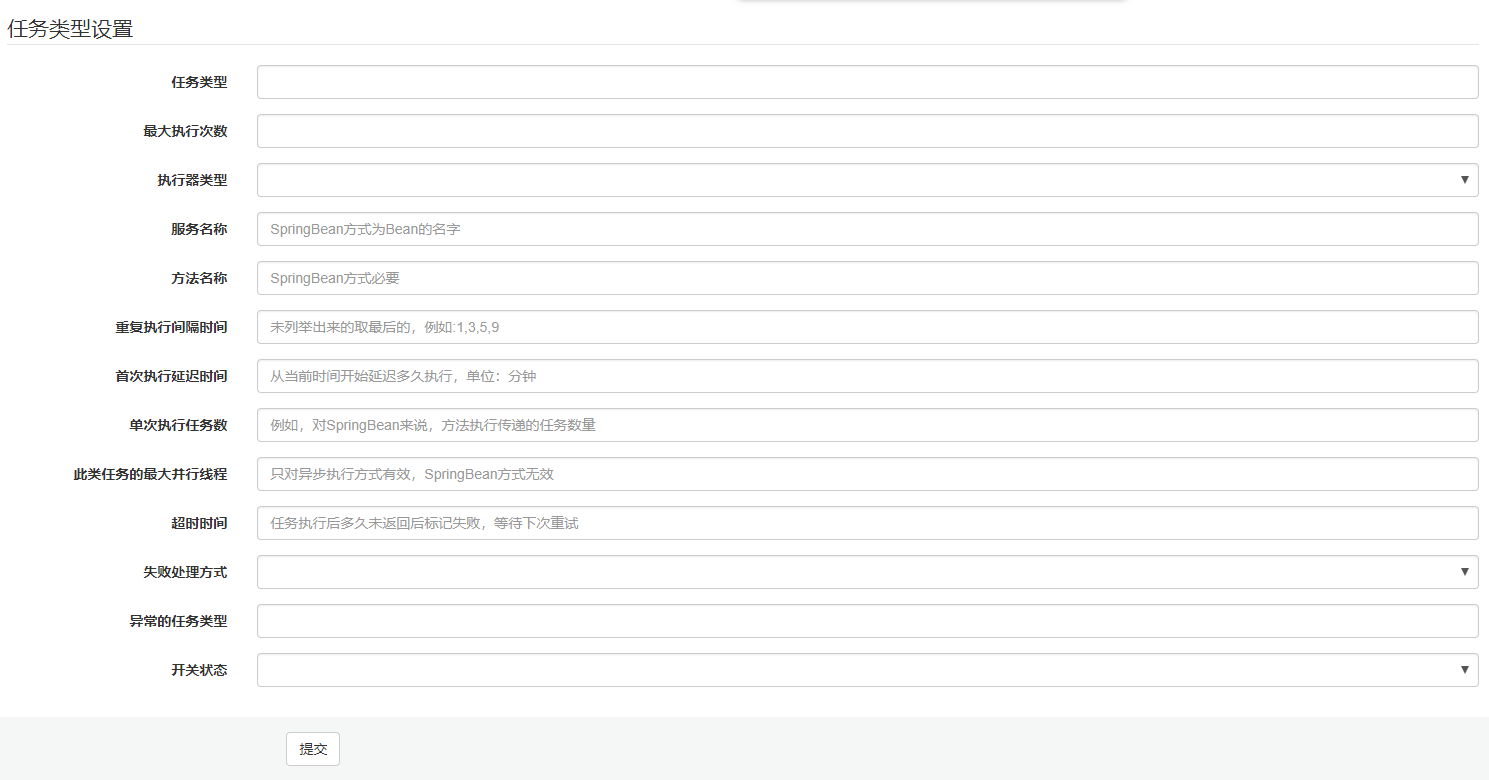 任务类型设置
任务类型
最大执行次数
执行器类型
服务名称 SpringBean方式为Bean的名字
方法名称 SpringBean方式必要
重复执行间隔时间 未列举出来的取最后的，例如:1,3,5,9
首次执行延迟时间 从当前时间开始延迟多久执行，单位：分钟
单次执行任务数 例如，对SpringBean来说，方法执行传递的任务数量
此类任务的最大并行线程 只对异步执行方式有效，SpringBean方式无效
超时时间 任务执行后多久未返回后标记失败，等待下次重试
失败处理方式
异常的任务类型
开关状态
提交